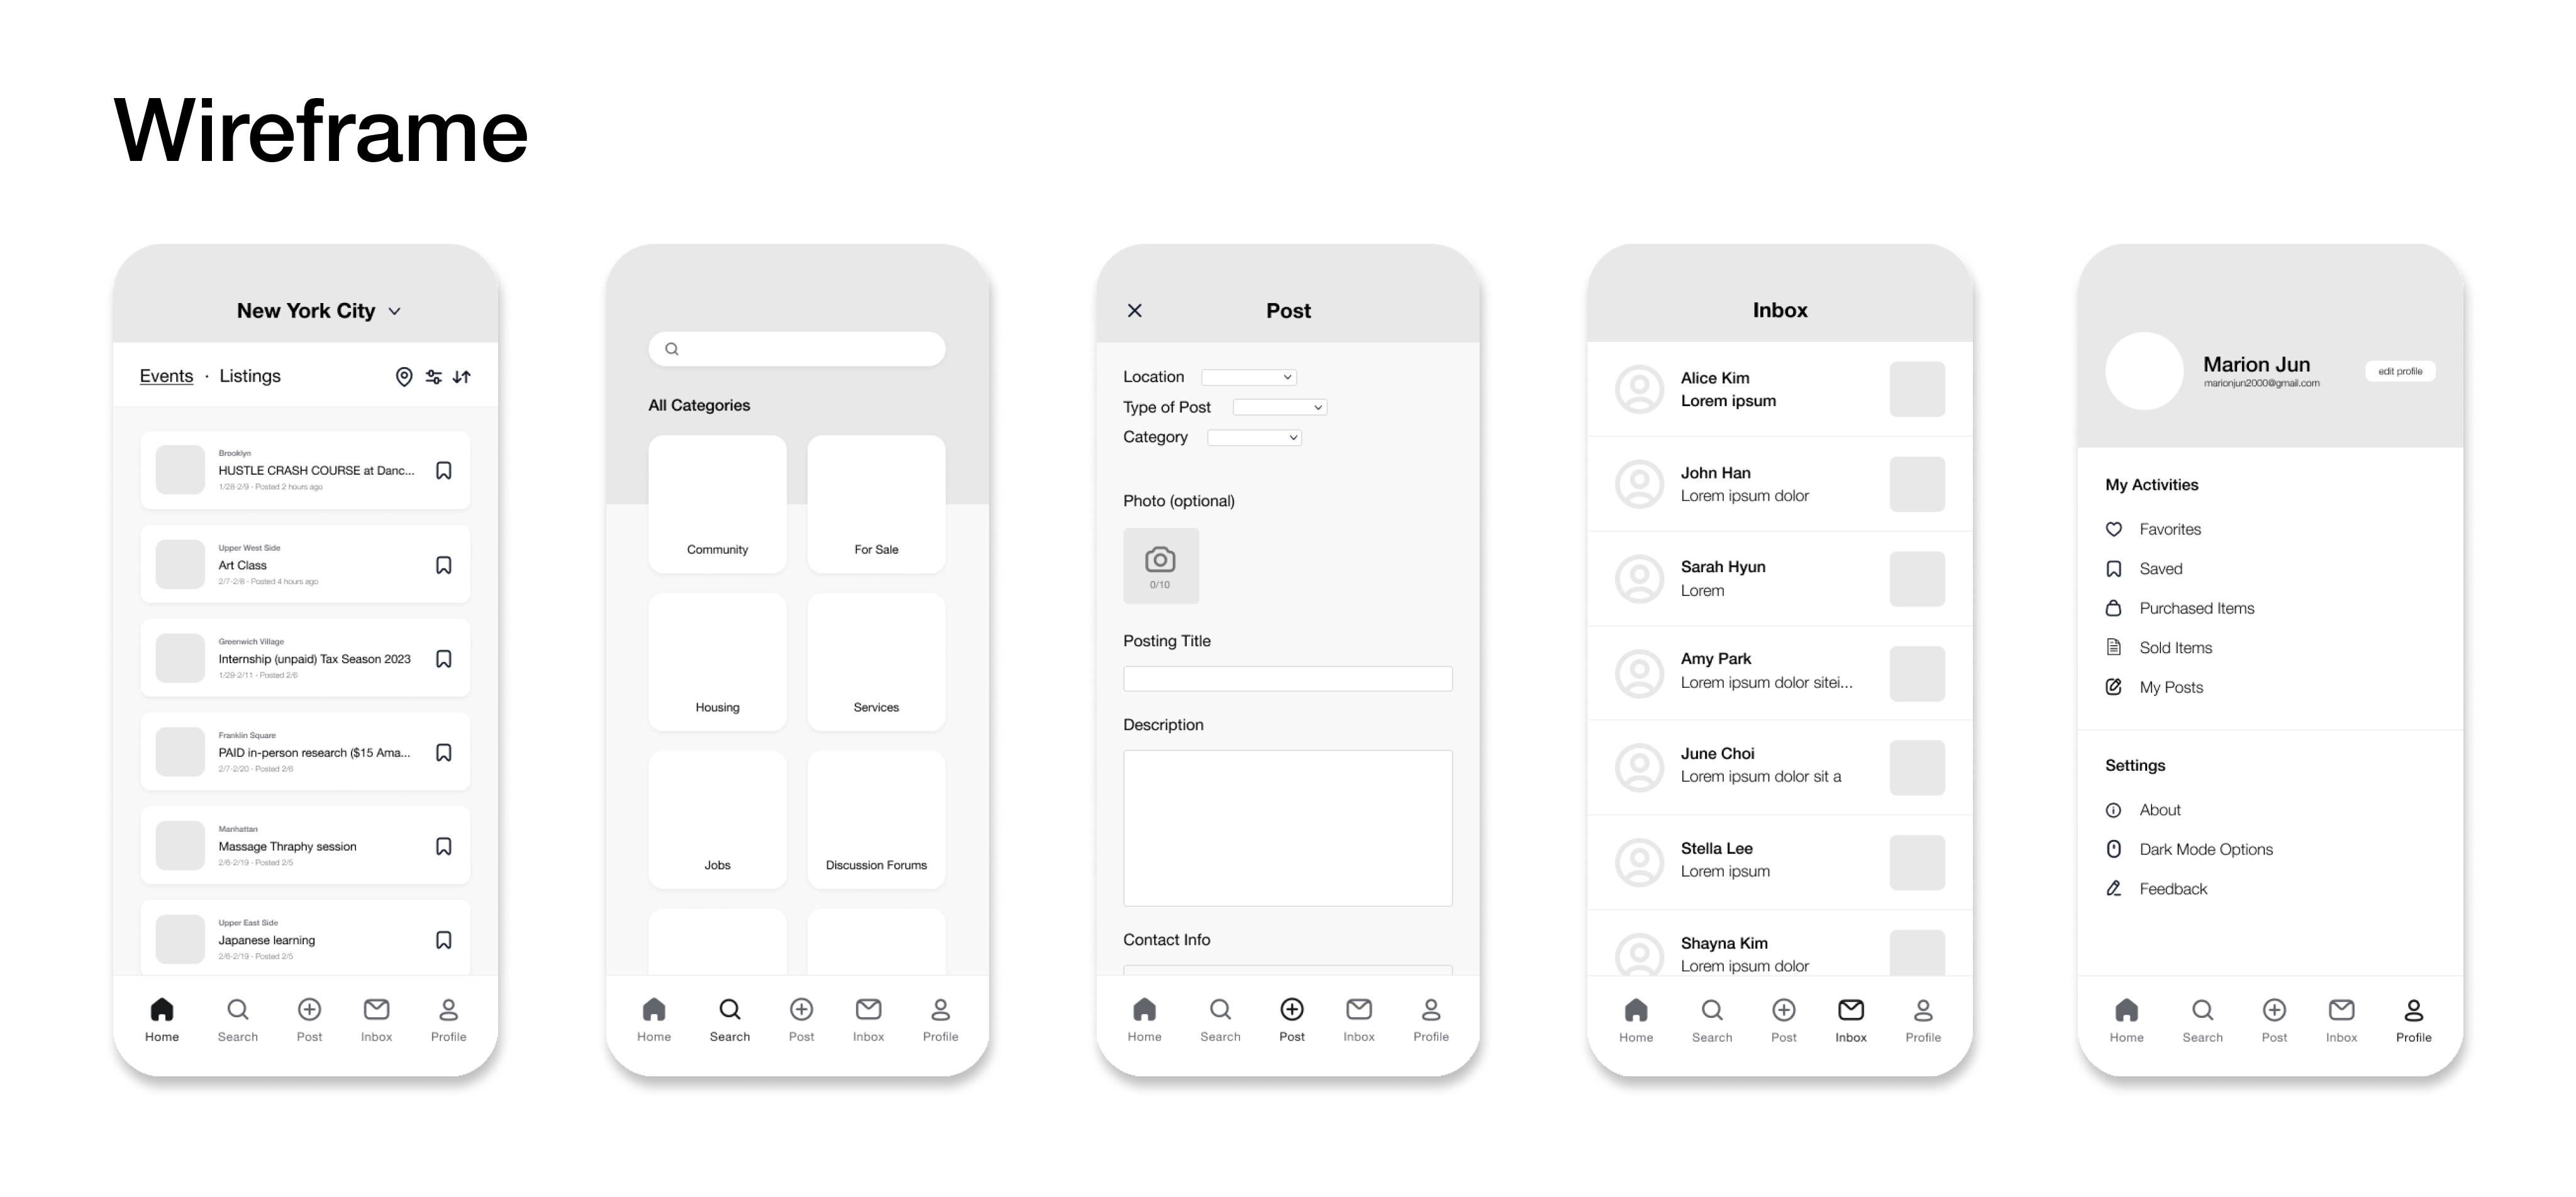 Wireframe
New York City
Events · Listings
Brooklyn
HUSTLE CRASH COURSE at Danc...
1/28-2/9 - Posted 2 hours ago
Upper West Side
Art Class
2/7-2/8 - Posted 4 hours ago
Greenwich Village
Internship (unpaid) Tax Season 2023
1/29-2/11 - Posted 2/6
Franklin Square
PAID in-person research ($15 Ama...
2/7-2/20 - Posted 2/6
Manhattan
Massage Thraphy session
2/6-2/19 - Posted 2/5
Upper East Side
Japanese learning
2/6-2/19 - Posted 2/5
Home Search Post Inbox Profile
All Categories
Community For Sale
Housing Services
Jobs Discussion Forums
Home Search Post Inbox Profile
Post
Location
Type of Post
Category
Photo (optional)
0/10
Posting Title
Description
Contact Info
Home Search Post Inbox Profile
Inbox
Alice Kim
Lorem ipsum
John Han
Lorem ipsum dolor
Sarah Hyun
Lorem
Amy Park
Lorem ipsum dolor sitei...
June Choi
Lorem ipsum dolor sit a
Stella Lee
Lorem ipsum
Shayna Kim
Lorem ipsum dolor
Home Search Post Inbox Profile
Marion Jun
marionjun2000@gmail.com
edit profile
My Activities
Favorites
Saved
Purchased Items
Sold Items
My Posts
Settings
About
Dark Mode Options
Feedback
Home Search Post Inbox Profile